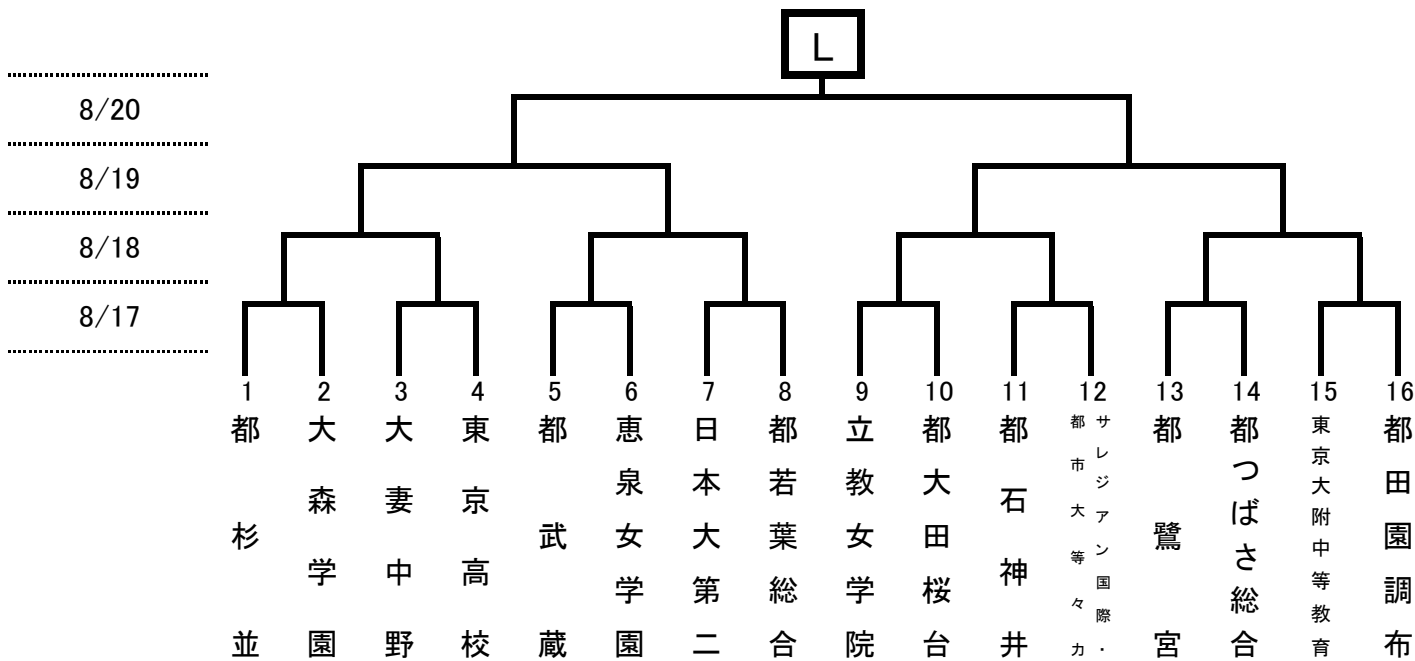 L
8/20
8/19
8/18
8/17
1
2
3
4
5
6
7
8
9
10
11
12
13
14
15
16
都杉並
大森学園
大妻中野
東京高校
都武蔵
恵泉女学園
日本大第二
都若葉総合
立教女学院
都大田桜台
都石神井
サレジアン国際・
都市大等々力
都鷺宮
都つばさ総合
東京大附中等教育
都田園調布